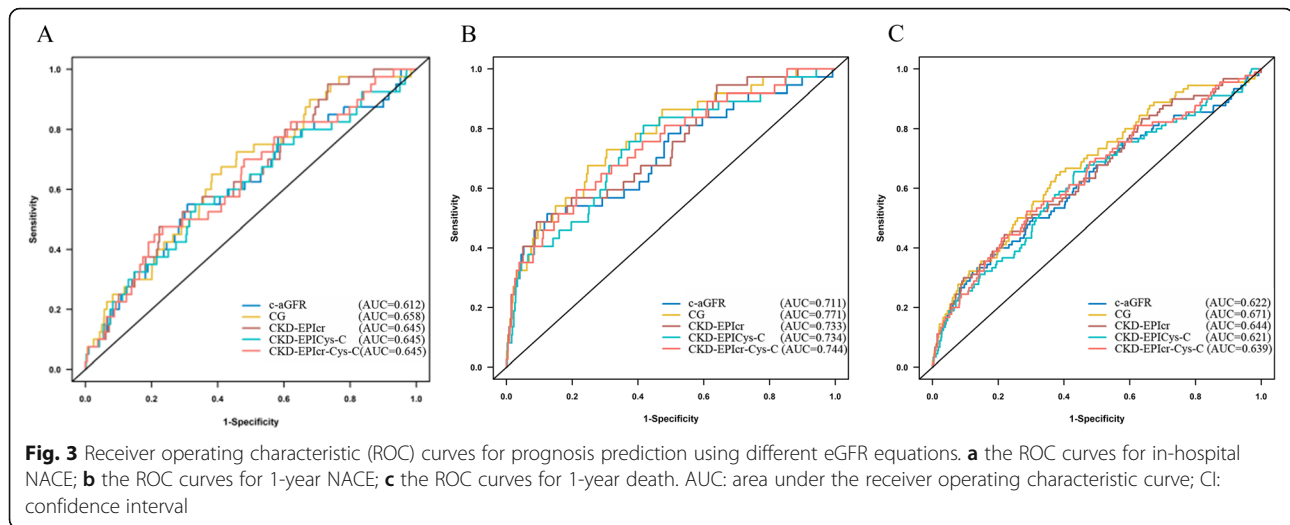 A
1.0
0.8
0.6
0.4
0.2
0.0
Sensitivity
0.0 0.2 0.4 0.6 0.8 1.0
1-Specificity
c-aGFR (AUC=0.612)
CG (AUC=0.658)
CKD-EPIcr (AUC=0.645)
CKD-EPICys-C (AUC=0.645)
CKD-EPIcr-Cys-C(AUC=0.645)
B
1.0
0.8
0.6
0.4
0.2
0.0
Sensitivity
0.0 0.2 0.4 0.6 0.8 1.0
1-Specificity
c-aGFR (AUC=0.711)
CG (AUC=0.771)
CKD-EPIcr (AUC=0.733)
CKD-EPICys-C (AUC=0.734)
CKD-EPIcr-Cys-C (AUC=0.744)
C
1.0
0.8
0.6
0.4
0.2
0.0
Sensitivity
0.0 0.2 0.4 0.6 0.8 1.0
1-Specificity
c-aGFR (AUC=0.622)
CG (AUC=0.671)
CKD-EPIcr (AUC=0.644)
CKD-EPICys-C (AUC=0.621)
CKD-EPIcr-Cys-C (AUC=0.639)
Fig. 3 Receiver operating characteristic (ROC) curves for prognosis prediction using different eGFR equations. a the ROC curves for in-hospital
NACE; b the ROC curves for 1-year NACE; c the ROC curves for 1-year death. AUC: area under the receiver operating characteristic curve; CI:
confidence interval